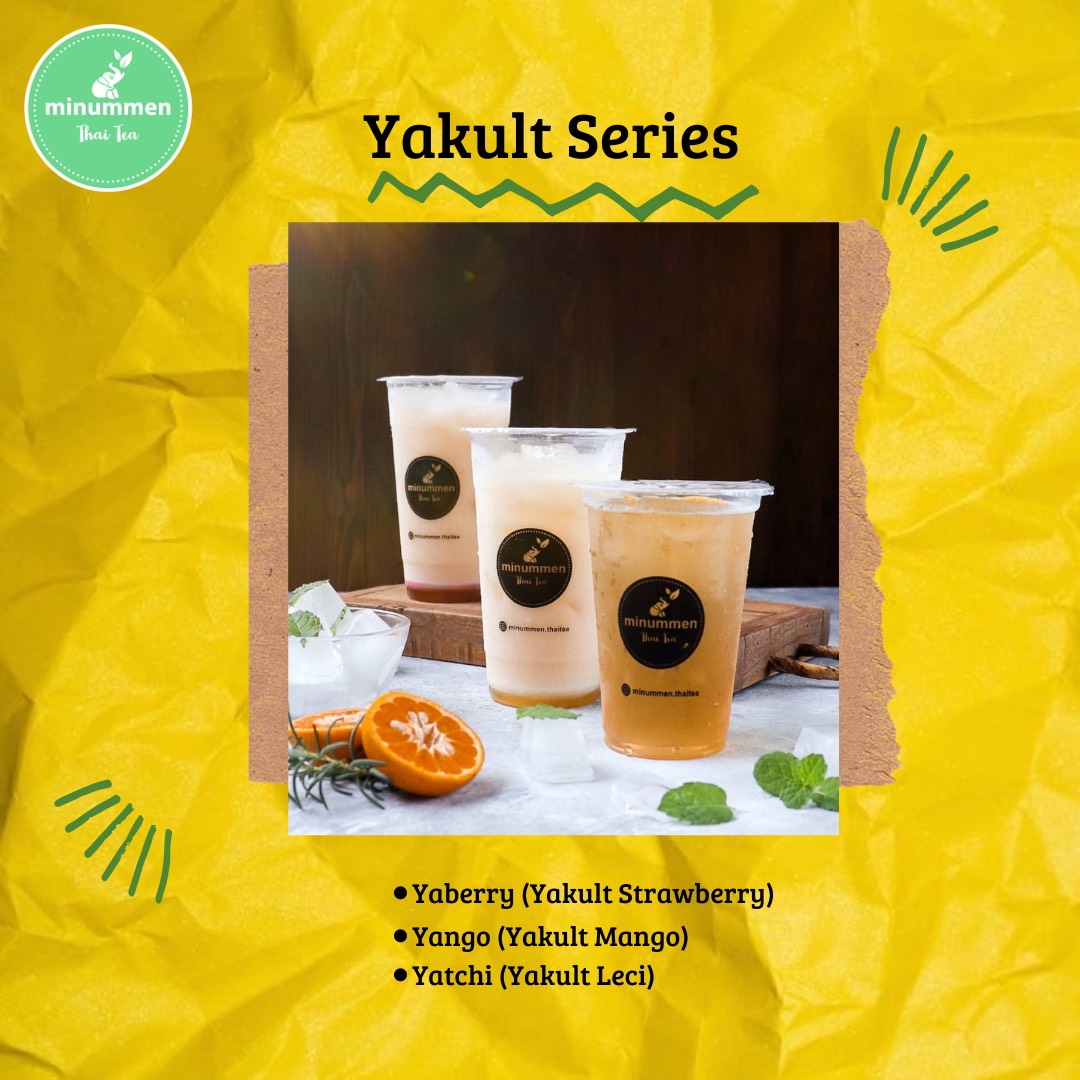 minummen
Thai Tea
Yakult Series
minummen
Thai Tea
minummen.thaitea
minummen
Thai Tea
minummen.thaitea
minummen
Thai Tea
minummen.thaitea
Yaberry (Yakult Strawberry)
Yango (Yakult Mango)
Yatchi (Yakult Leci)